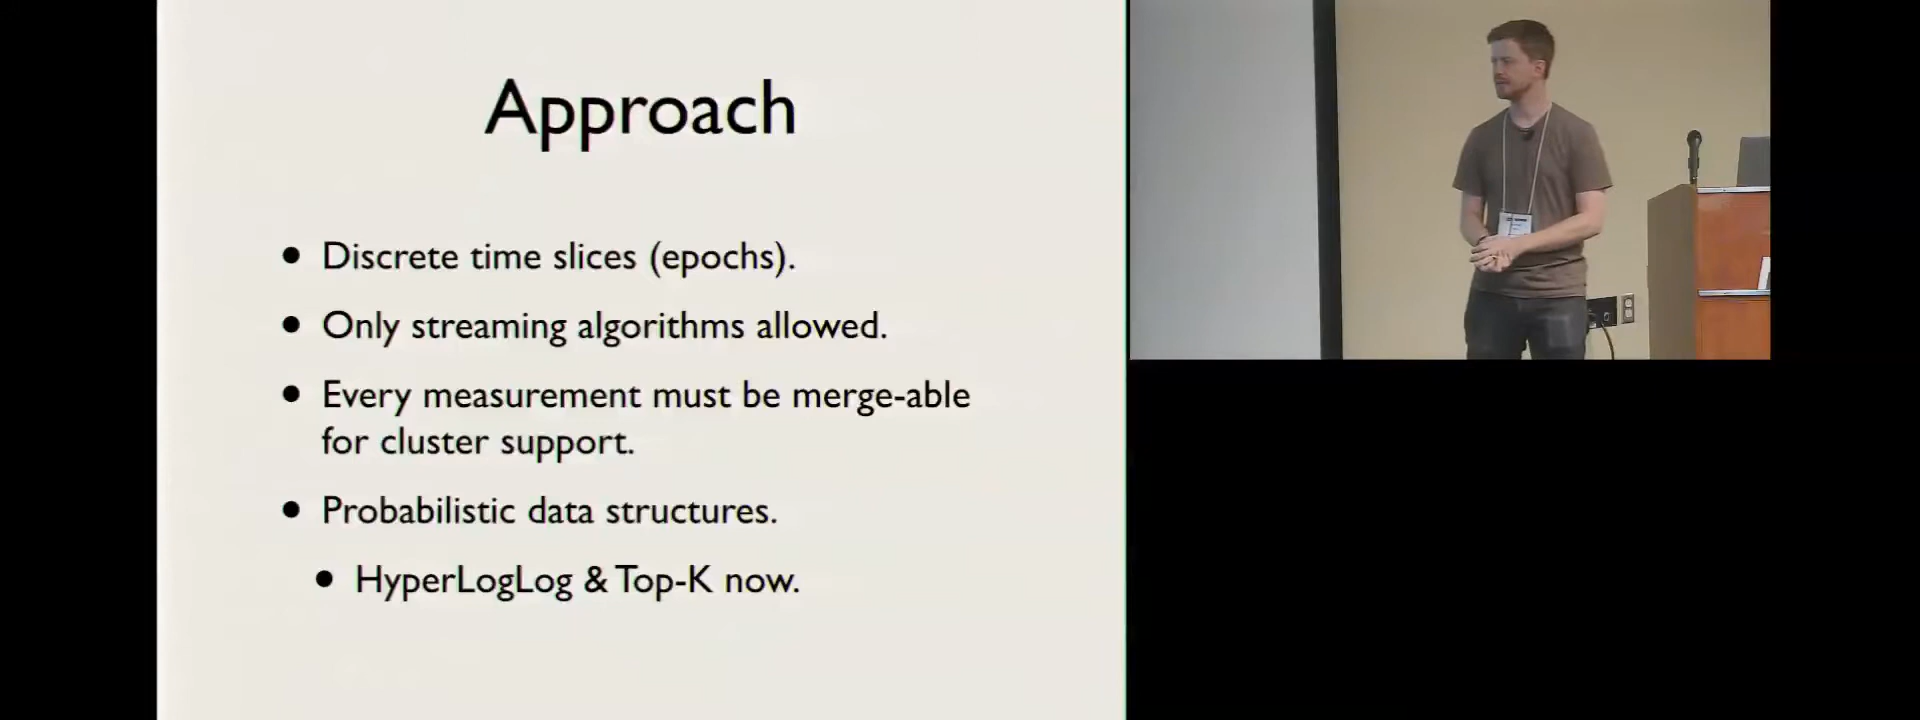 Approach
• Discrete time slices (epochs).
• Only streaming algorithms allowed.
• Every measurement must be merge-able
for cluster support.
• Probabilistic data structures.
• HyperLogLog & Top-K now.